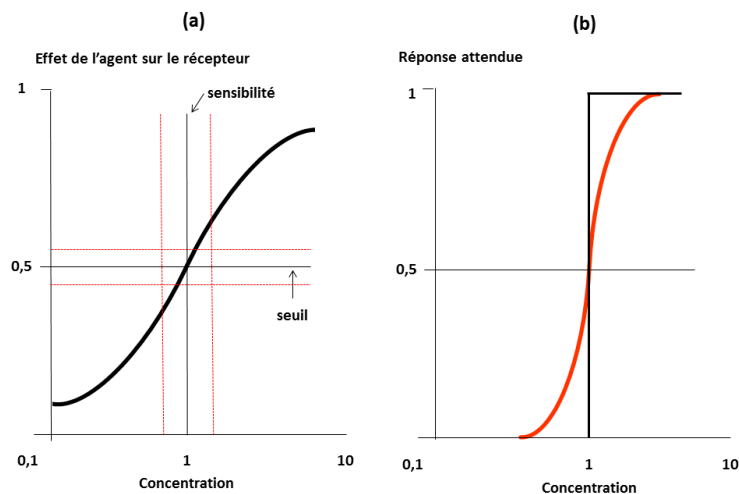 (a)
Effet de l'agent sur le récepteur
1
sensibilité
0,5
seuil
0,1
1
10
Concentration
(b)
Réponse attendue
1
0,5
0,1
1
10
Concentration